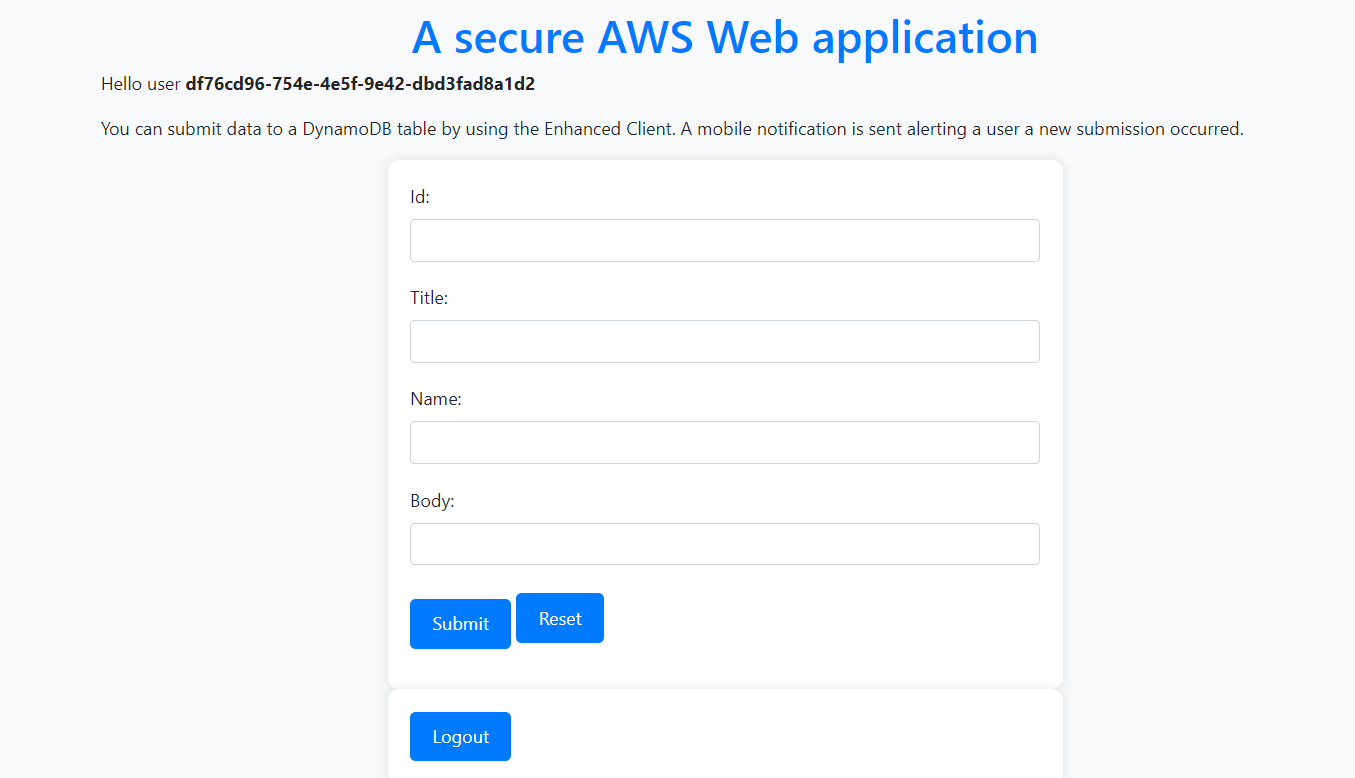 A secure AWS Web application
Hello user df76cd96-754e-4e5f-9e42-dbd3fad8a1d2
You can submit data to a DynamoDB table by using the Enhanced Client. A mobile notification is sent alerting a user a new submission occurred.
Id:
Title:
Name:
Body:
Submit Reset
Logout